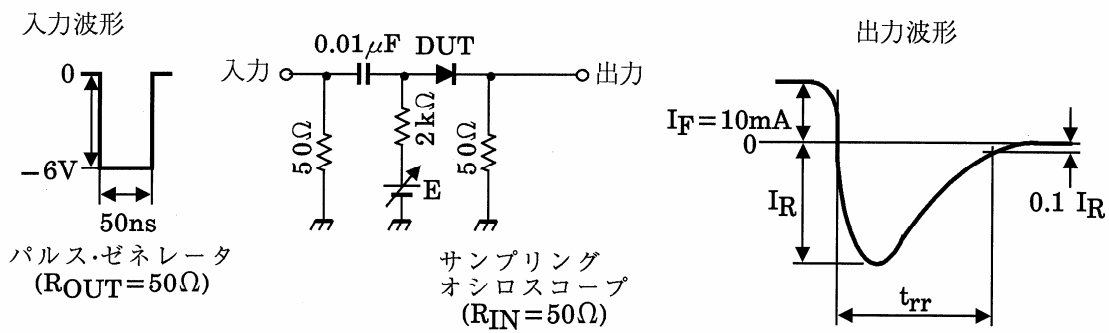 入力波形
0
−6V
50ns
パルス・ゼネレータ
(ROUT=50Ω)
0.01μF
DUT
入力
出力
50Ω
2kΩ
50Ω
E
サンプリング
オシロスコープ
(RIN=50Ω)
出力波形
IF=10mA
0
IR
0.1 IR
trr